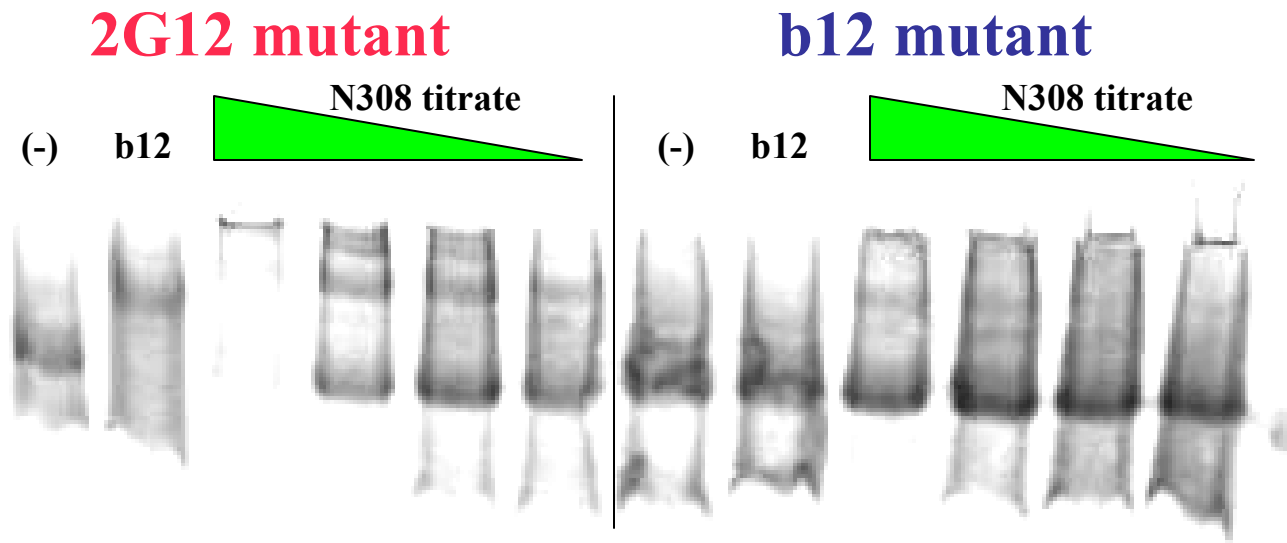 2G12 mutant
b12 mutant
N308 titrate
(-)
b12
N308 titrate
(-)
b12